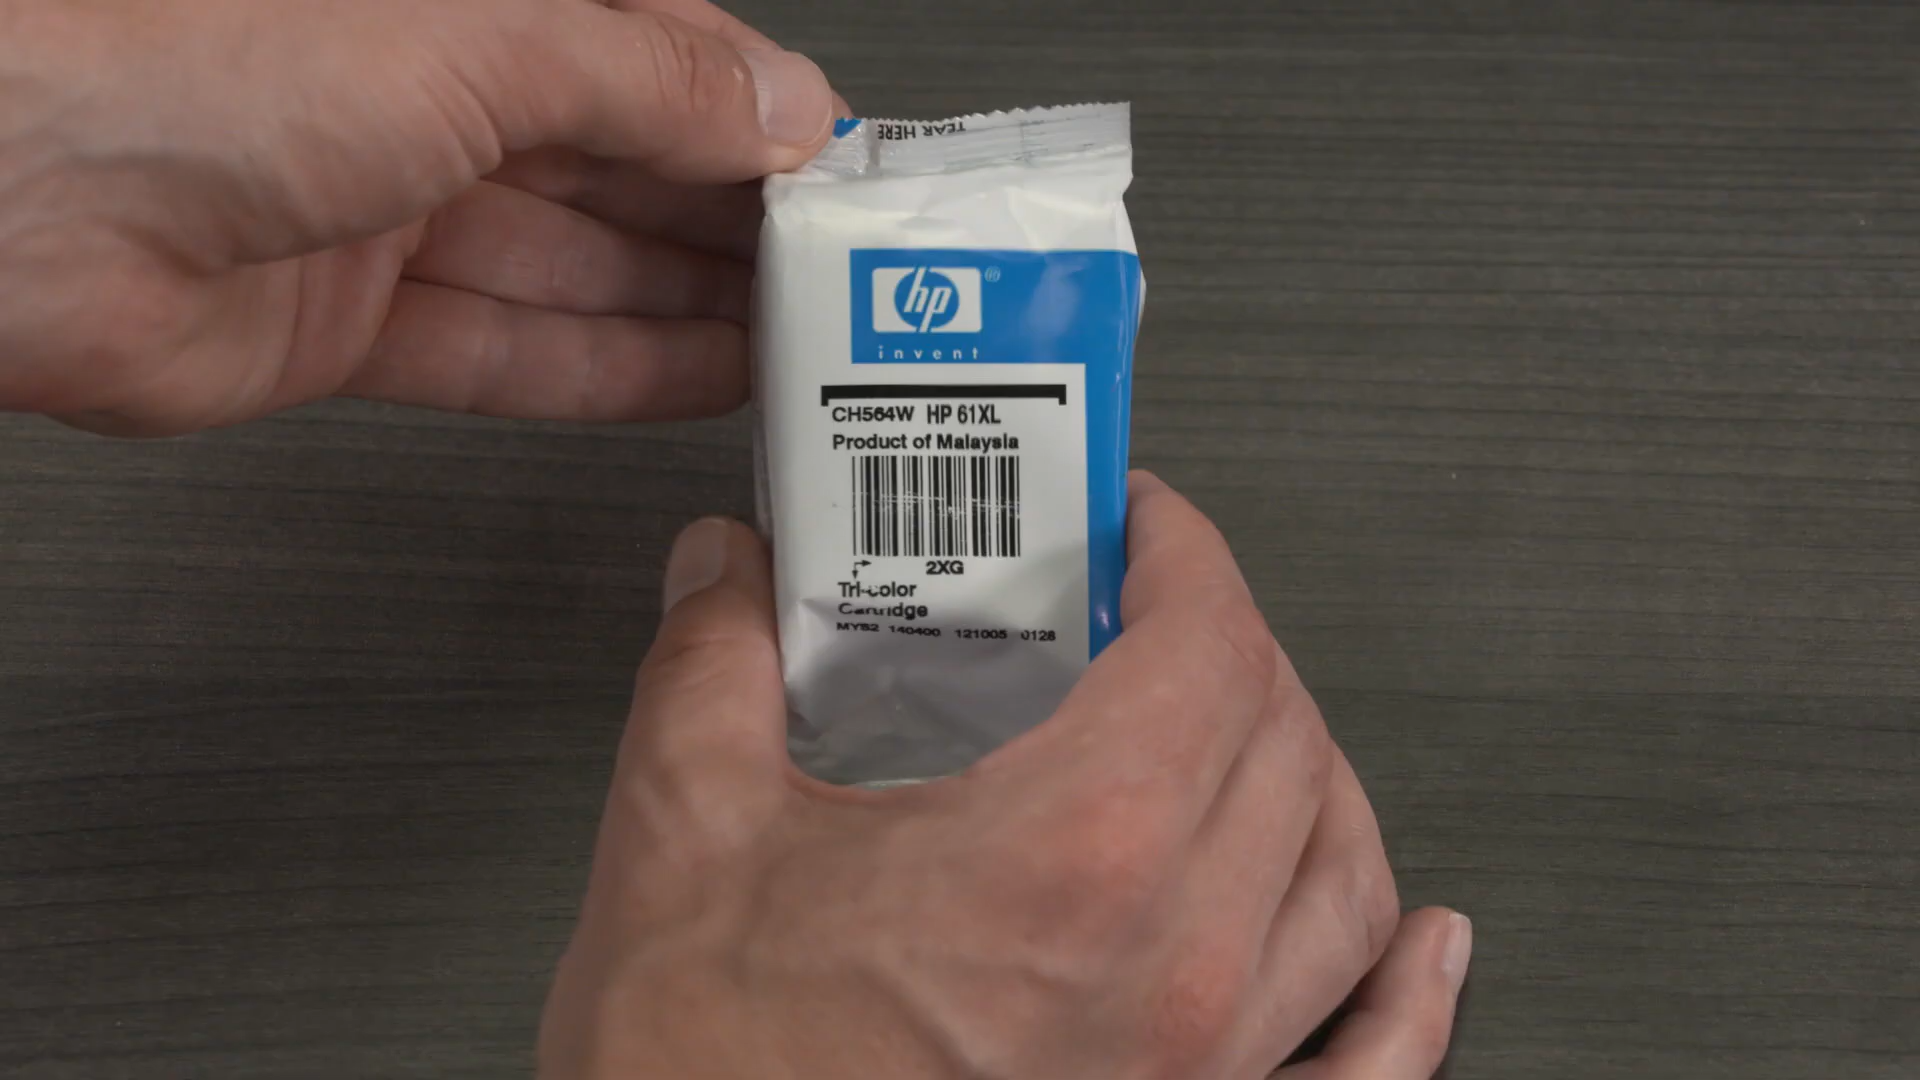 TEAR HERE
hp ®
invent
CH564W HP 61XL
Product of Malaysia
2XG
Tri-color
Cartridge
MYS2 140400 121005 0128